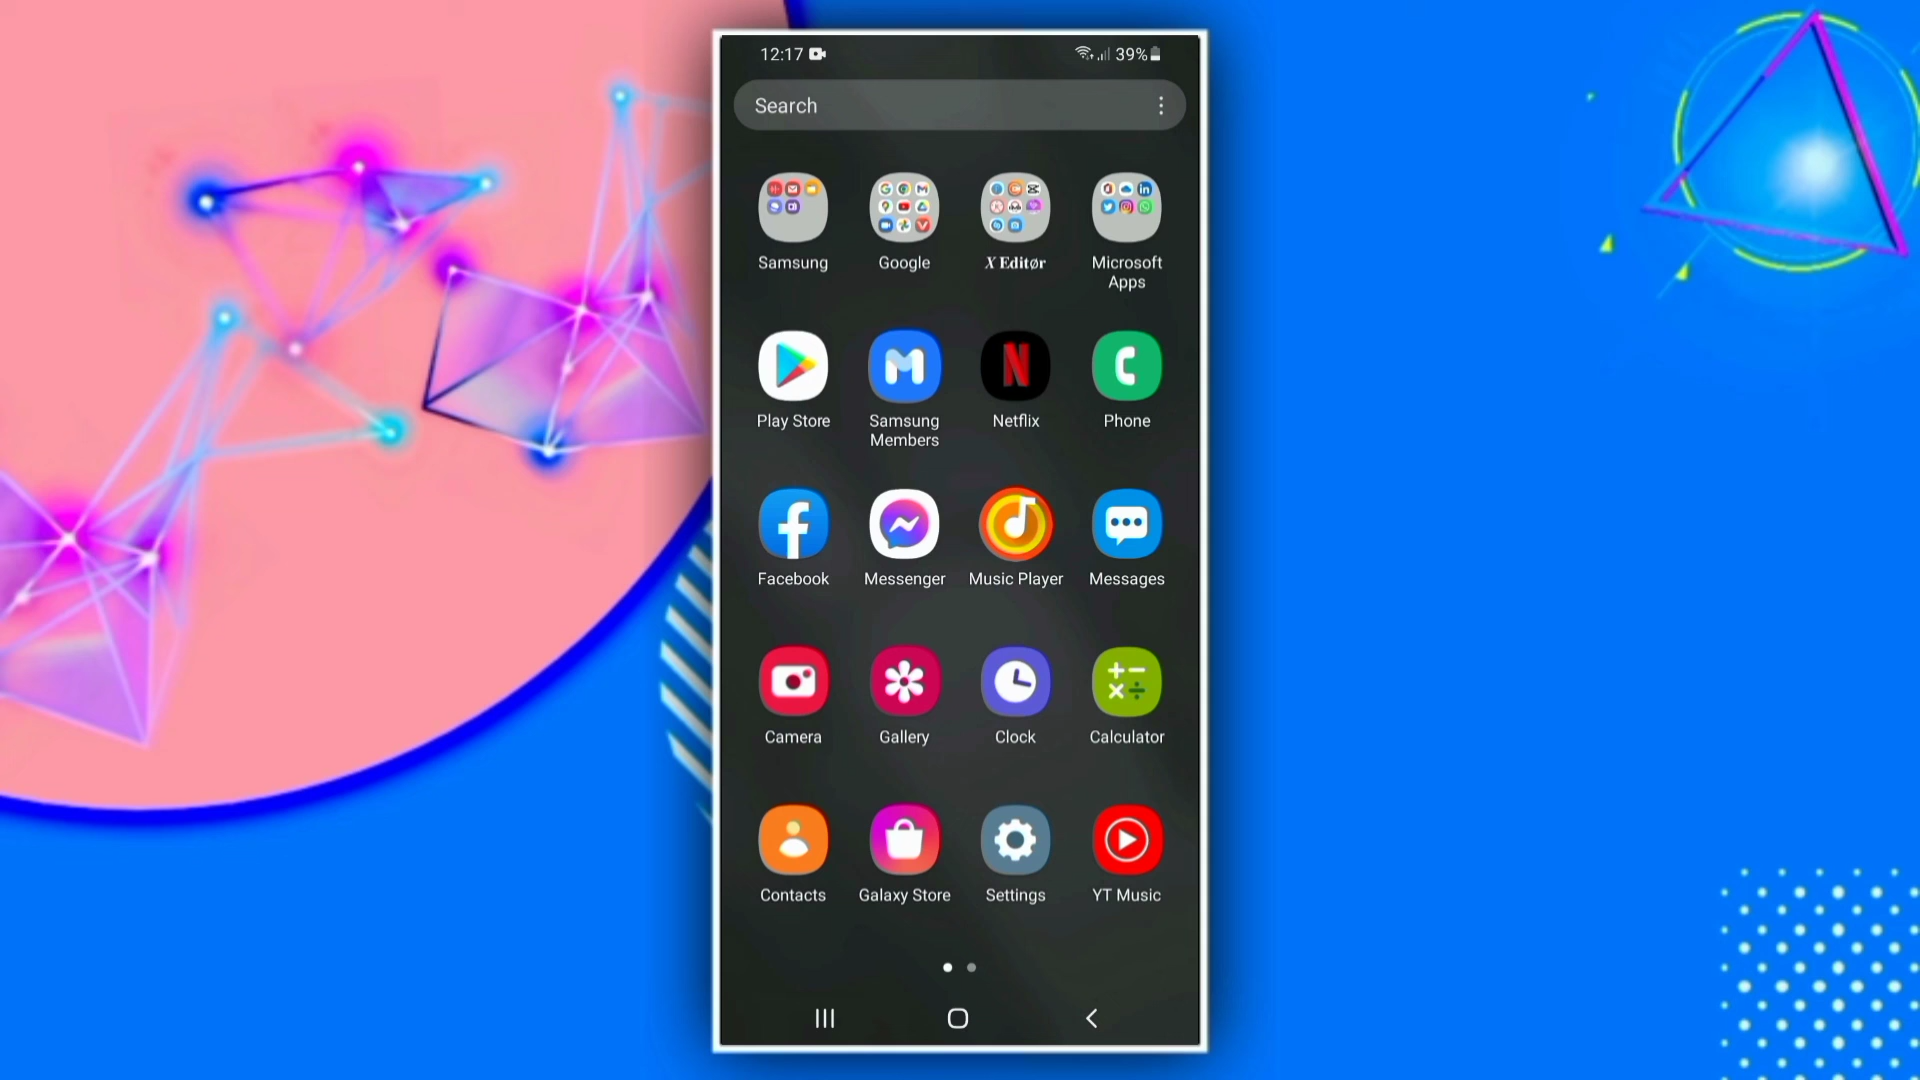 12:17 39%
Search
Samsung Google X Editør Microsoft
Apps
Play Store Samsung Netflix Phone
Members
Facebook Messenger Music Player Messages
Camera Gallery Clock Calculator
Contacts Galaxy Store Settings YT Music